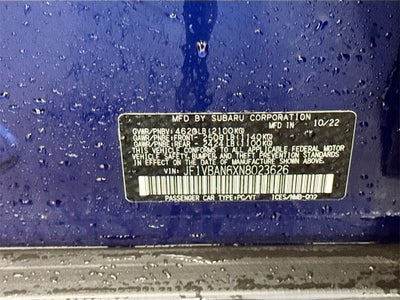 MFD BY SUBARU CORPORATION 10/22
GVWR/PNBV: 4620LB(2100KG)
GAWR/PNBE:FRONT- 2508LB(1140KG)
GAWR/PNBE:REAR - 2424LB(1100KG)
THIS VEHICLE CONFORMS TO ALL APPLICABLE FEDERAL MOTOR
VEHICLE SAFETY, BUMPER, AND THEFT PREVENTION STANDARDS
IN EFFECT ON THE DATE OF MANUFACTURE SHOWN ABOVE.
JF1VBAN6XN8023626
PASSENGER CAR TYPE:PC/VT ICES/NMB-002